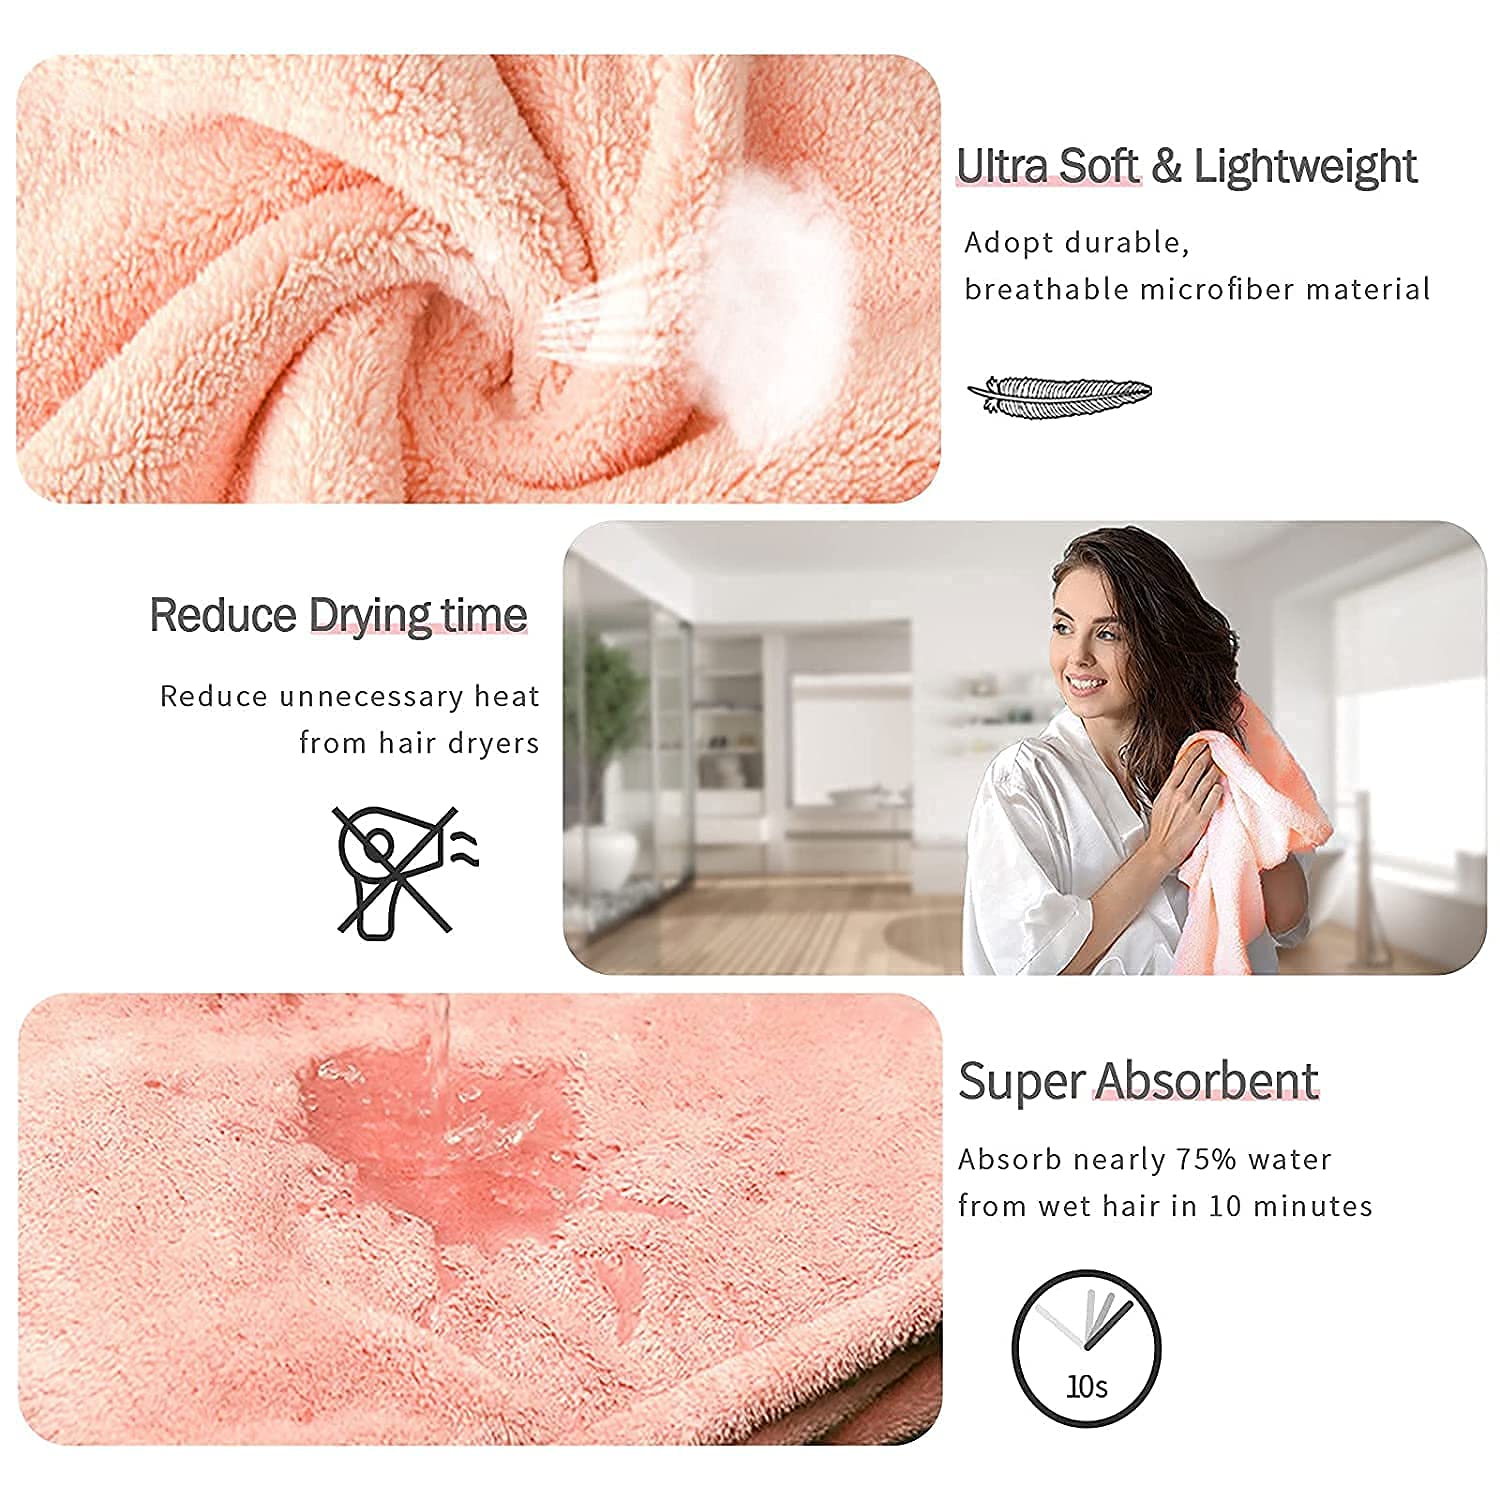 Ultra Soft & Lightweight
Adopt durable,
breathable microfiber material
Reduce Drying time
Reduce unnecessary heat
from hair dryers
Super Absorbent
Absorb nearly 75% water
from wet hair in 10 minutes
10s